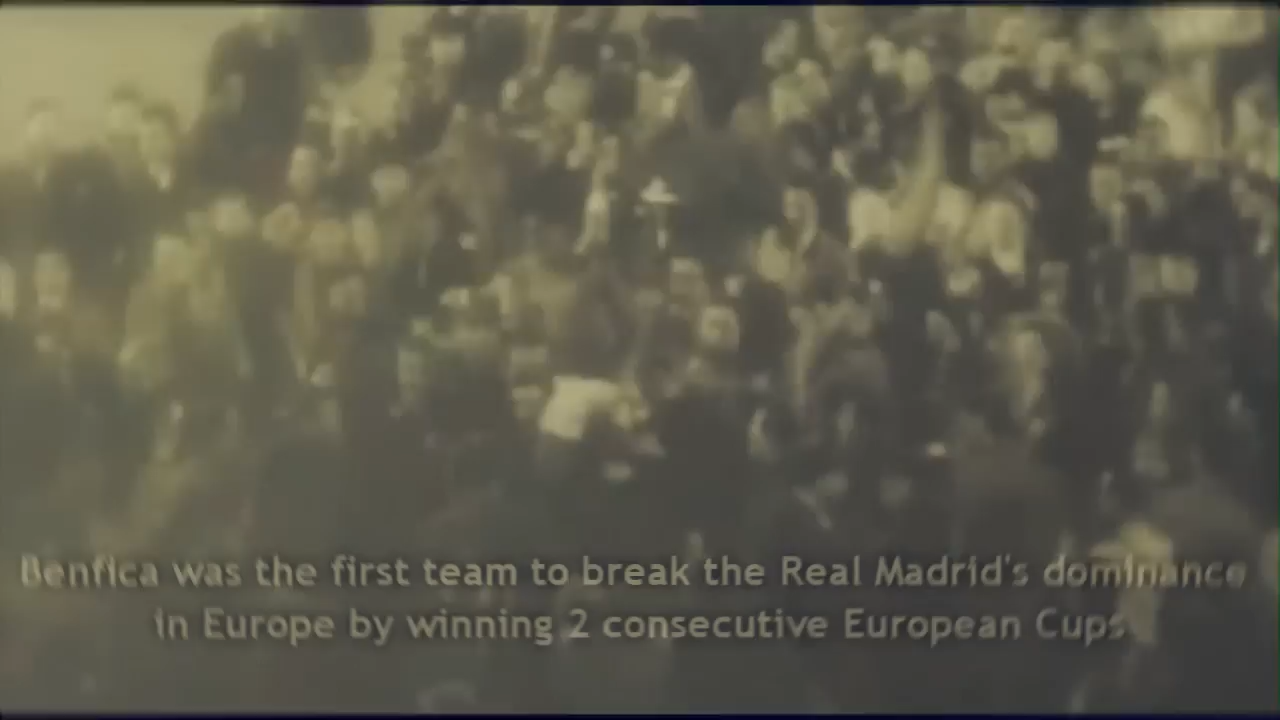 Benfica was the first team to break the Real Madrid's dominance
in Europe by winning 2 consecutive European Cups